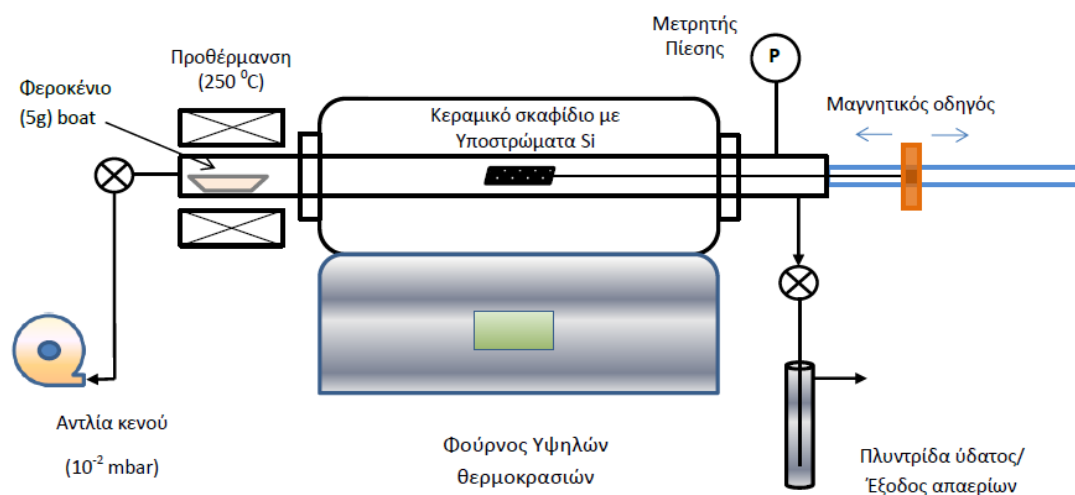 Μετρητής
Πίεσης
P
Προθέρμανση
(250 ⁰C)
Φεροκένιο
(5g) boat
Κεραμικό σκαφίδιο με
Υποστρώματα Si
Μαγνητικός οδηγός
Αντλία κενού
(10⁻² mbar)
Φούρνος Υψηλών
θερμοκρασιών
Πλυντρίδα ύδατος/
Έξοδος απαερίων